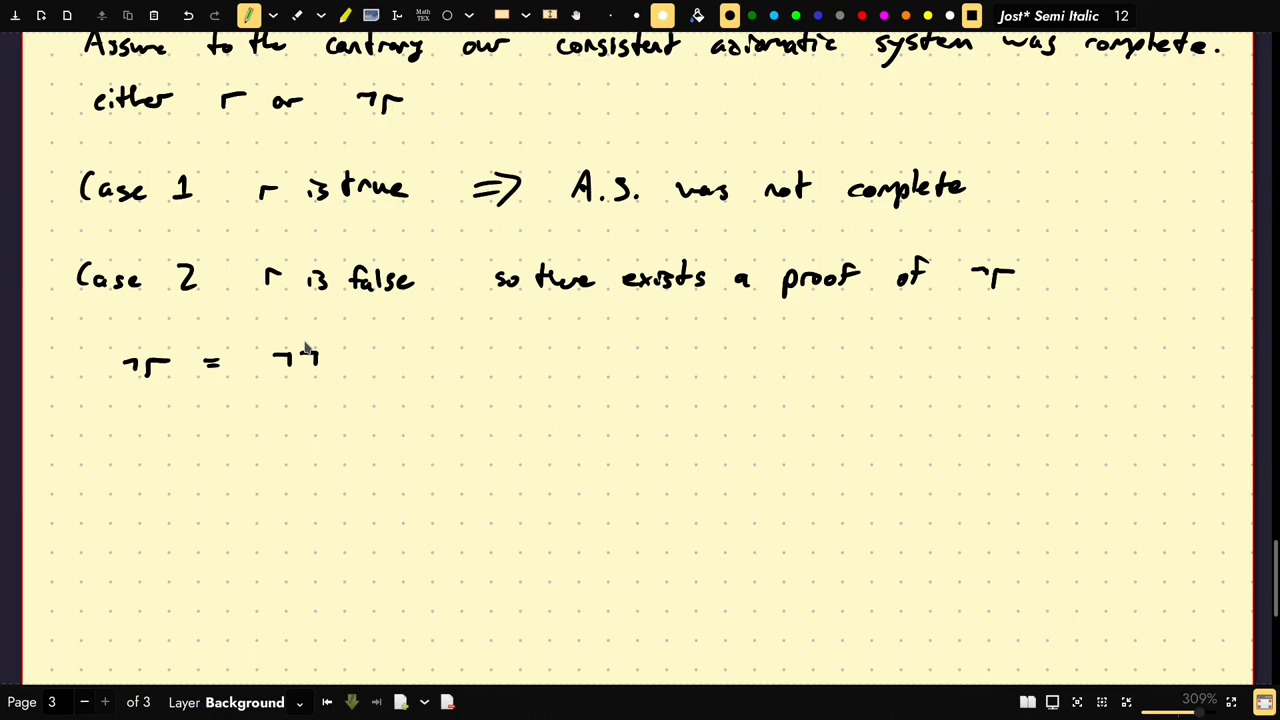 Math
TEX
Jost* Semi Italic 12
Assume to the contrary our consistent axiomatic system was complete.
either r or ¬r
Case 1 r is true ⇒ A.S. was not complete
Case 2 r is false so there exists a proof of ¬r
¬r = ¬¬
Page 3 of 3 Layer Background 309%